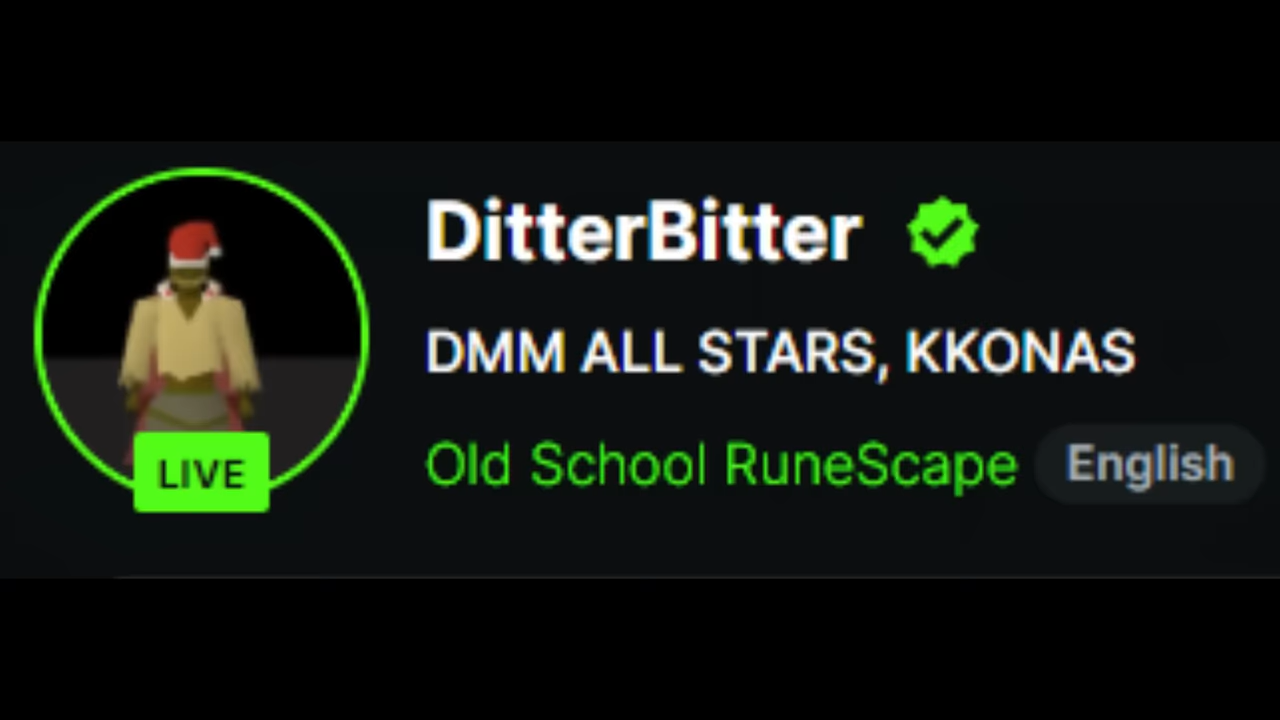 DitterBitter
DMM ALL STARS, KKONAS
Old School RuneScape English
LIVE